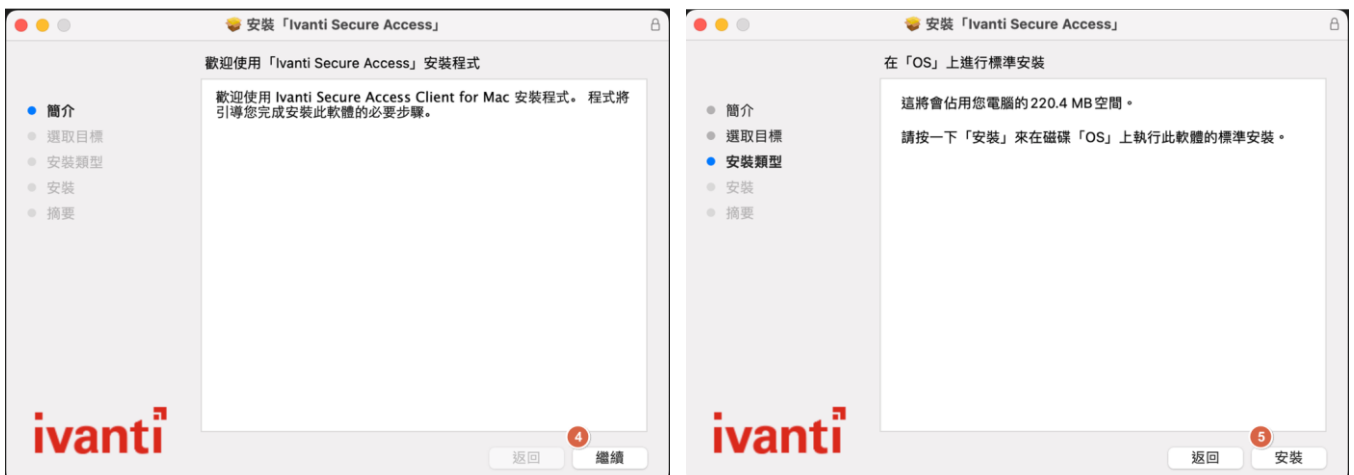 安裝「Ivanti Secure Access」
歡迎使用「Ivanti Secure Access」安裝程式
簡介
選取目標
安裝類型
安裝
摘要
歡迎使用 Ivanti Secure Access Client for Mac 安裝程式。 程式將
引導您完成安裝此軟體的必要步驟。
ivanti
4
返回
繼續
安裝「Ivanti Secure Access」
在「OS」上進行標準安裝
簡介
選取目標
安裝類型
安裝
摘要
這將會佔用您電腦的 220.4 MB 空間。
請按一下「安裝」來在磁碟「OS」上執行此軟體的標準安裝。
ivanti
5
返回
安裝